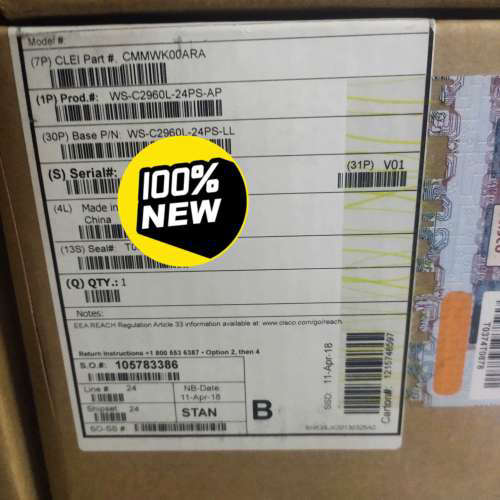 Model #:
(7P) CLEI Part #. CMMWK00ARA
(1P) Prod.#: WS-C2960L-24PS-AP
(30P) Base P/N: WS-C2960L-24PS-LL
(S) Serial#:
(31P) V01
100%
NEW
(4L) Made in
China
(13S) Seal#: T0
(Q) QTY.: 1
Notes:
EEA REACH Regulation Article 33 information available at: www.cisco.com/go/reach
Return Instructions +1 800 553 6387 • Option 2, then 4
S.O.#: 105783386
Line # 24
NB-Date
11-Apr-18
Shipset 24
STAN
SO-SS #
B
SSD 11-Apr-18
Carton#